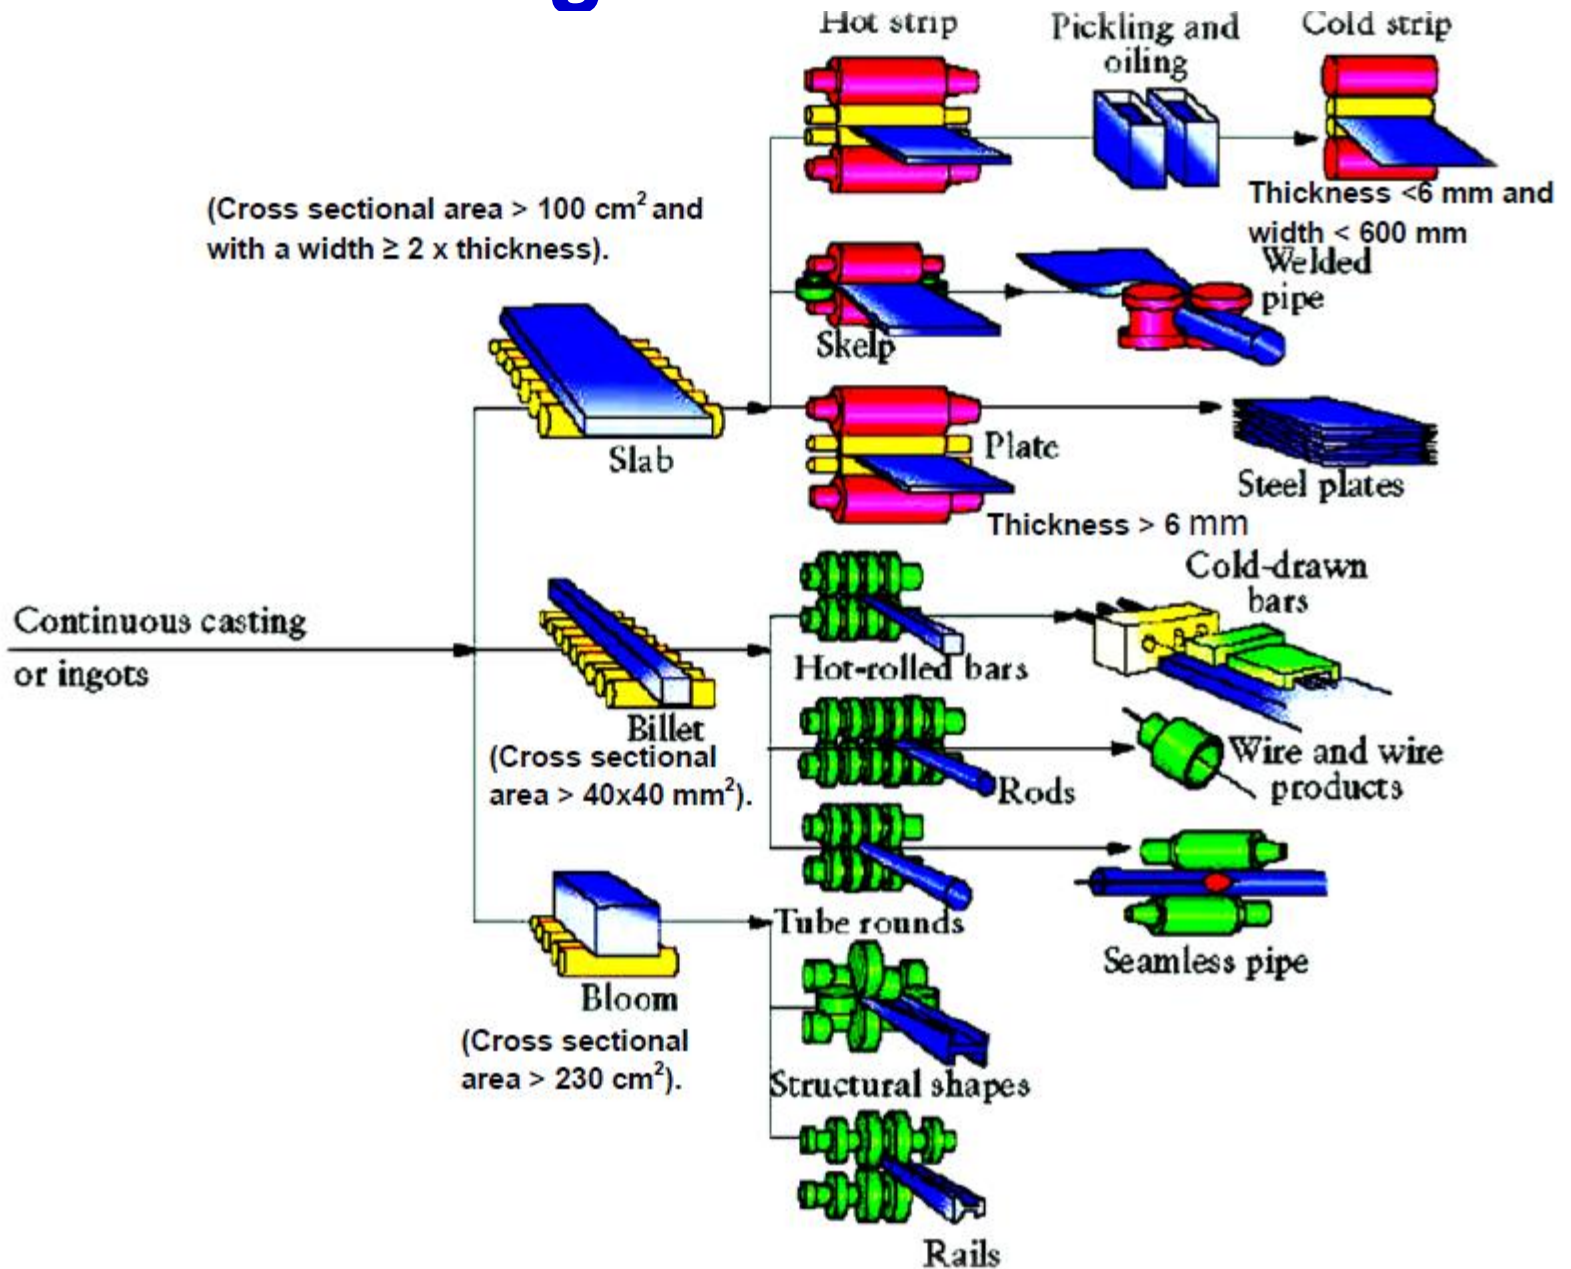 Hot strip
Pickling and
oiling
Cold strip
(Cross sectional area > 100 cm² and
with a width ≥ 2 x thickness).
Thickness <6 mm and
width < 600 mm
Welded
pipe
Skelp
Slab
Plate
Steel plates
Thickness > 6 mm
Cold-drawn
bars
Continuous casting
or ingots
Hot-rolled bars
Billet
(Cross sectional
area > 40x40 mm²).
Wire and wire
products
Rods
Tube rounds
Seamless pipe
Bloom
(Cross sectional
area > 230 cm²).
Structural shapes
Rails